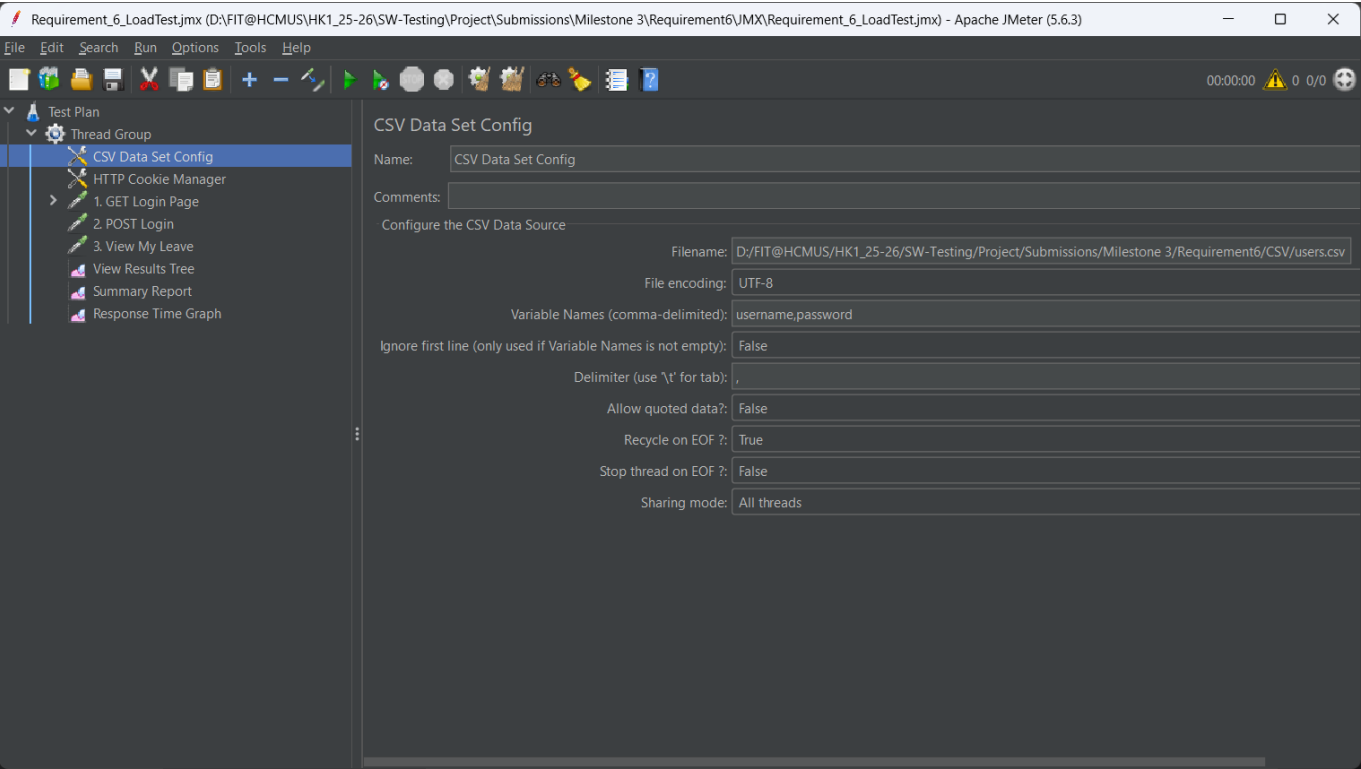 Requirement_6_LoadTest.jmx (D:\FIT@HCMUS\HK1_25-26\SW-Testing\Project\Submissions\Milestone 3\Requirement6\JMX\Requirement_6_LoadTest.jmx) - Apache JMeter (5.6.3)
File Edit Search Run Options Tools Help
STOP
00:00:00 0 0/0
Test Plan
Thread Group
CSV Data Set Config
HTTP Cookie Manager
1. GET Login Page
2. POST Login
3. View My Leave
View Results Tree
Summary Report
Response Time Graph
CSV Data Set Config
Name: CSV Data Set Config
Comments:
Configure the CSV Data Source
Filename: D:/FIT@HCMUS/HK1_25-26/SW-Testing/Project/Submissions/Milestone 3/Requirement6/CSV/users.csv
File encoding: UTF-8
Variable Names (comma-delimited): username,password
Ignore first line (only used if Variable Names is not empty): False
Delimiter (use '\t' for tab): ,
Allow quoted data?: False
Recycle on EOF ?: True
Stop thread on EOF ?: False
Sharing mode: All threads